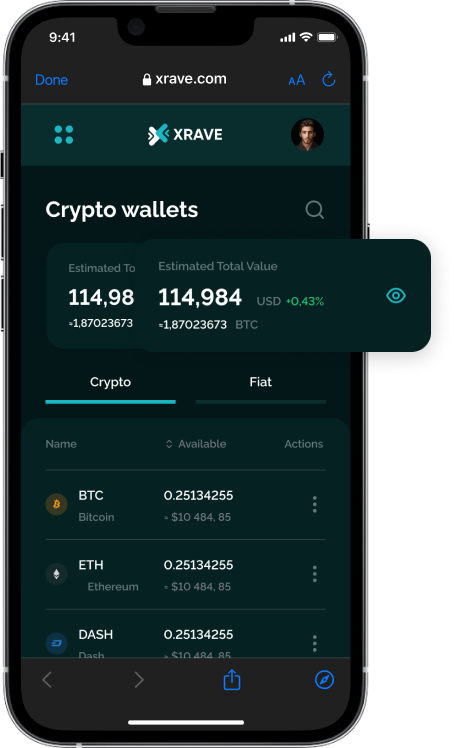 9:41
Done
xrave.com
AA
XRAVE
Crypto wallets
Estimated To
114,98
≈1,87023673
Estimated Total Value
114,984 USD +0,43%
≈1,87023673 BTC
Crypto Fiat
Name Available Actions
BTC 0.25134255
Bitcoin ≈ $10 484, 85
ETH 0.25134255
Ethereum ≈ $10 484, 85
DASH 0.25134255
Dash ≈ $10 484, 85